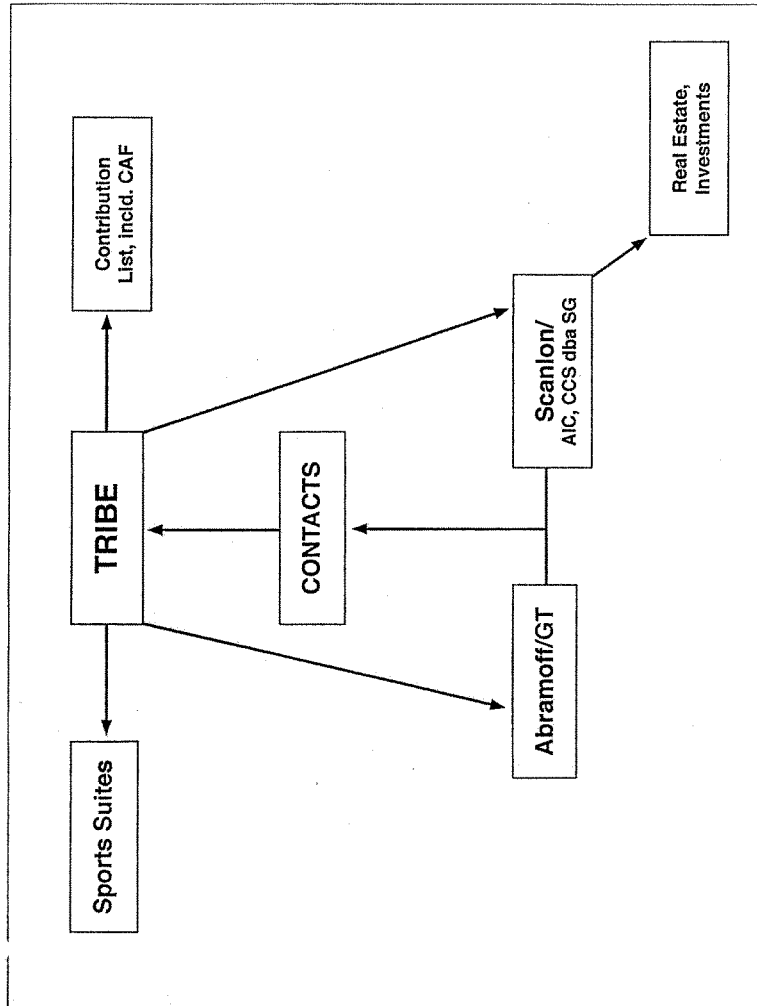 Sports Suites
TRIBE
Contribution
List, incld. CAF
CONTACTS
Abramoff/GT
Scanlon/
AIC, CCS dba SG
Real Estate,
Investments